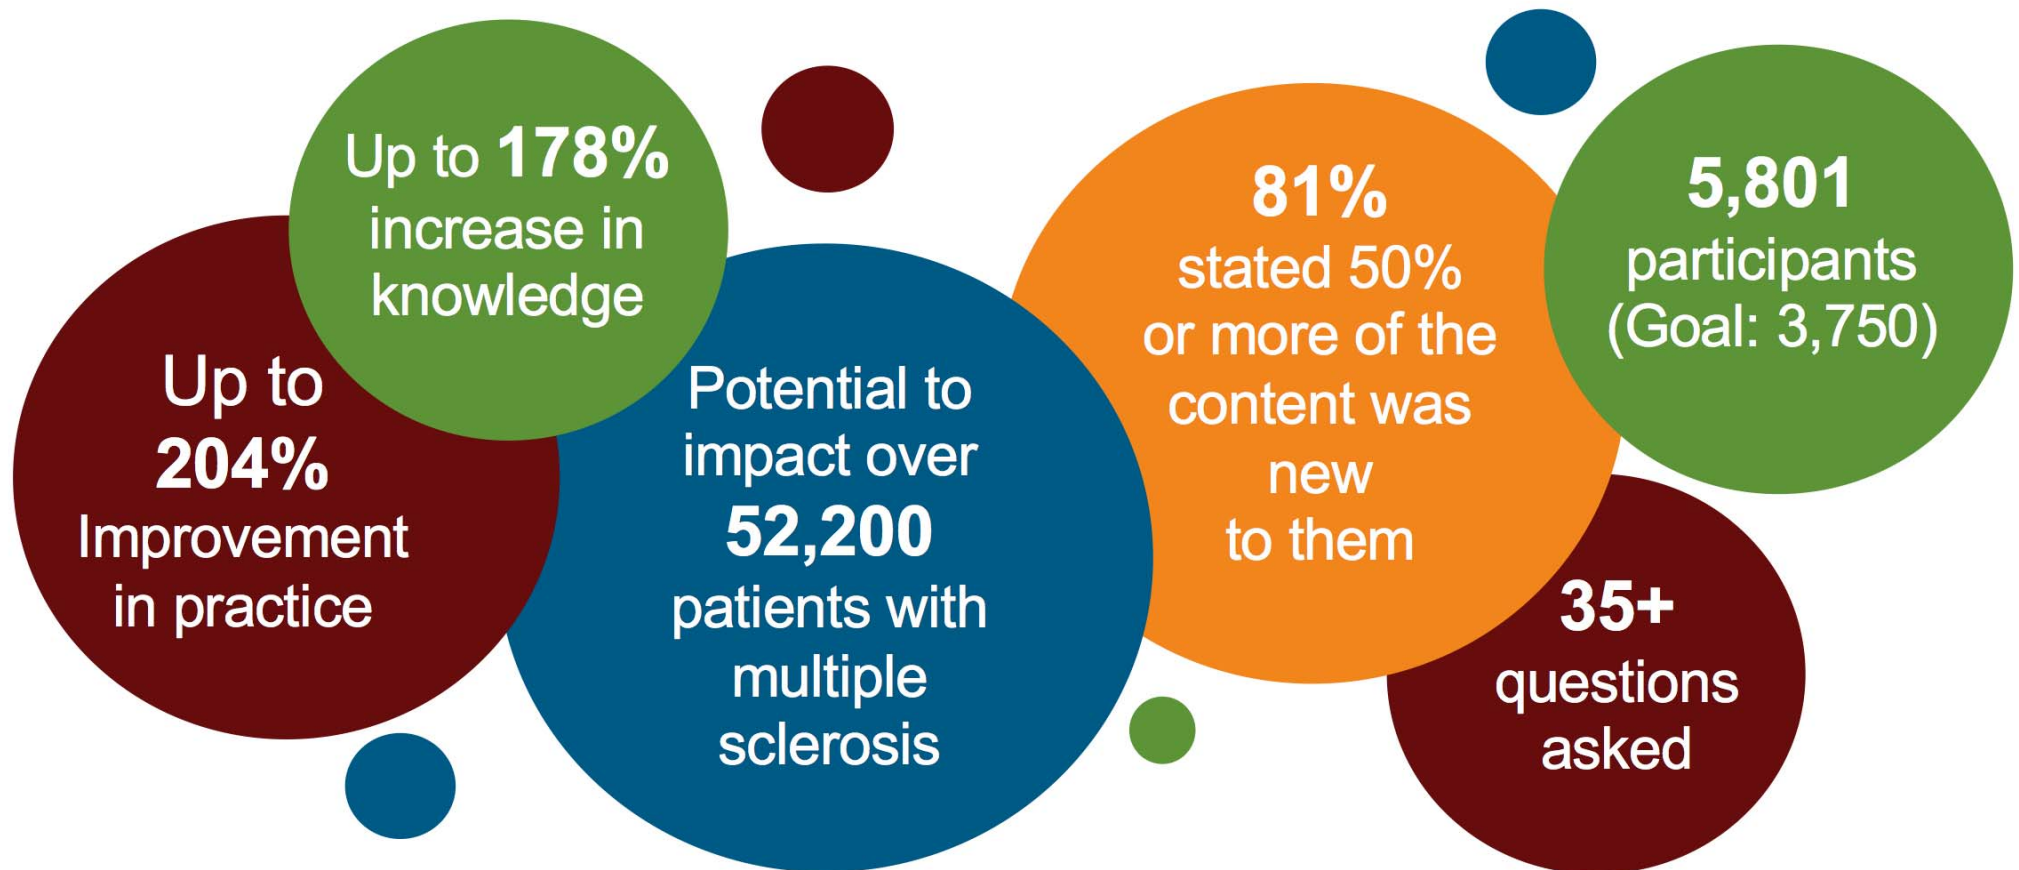 Up to 178%
increase in
knowledge
Up to
204%
Improvement
in practice
Potential to
impact over
52,200
patients with
multiple
sclerosis
81%
stated 50%
or more of the
content was
new
to them
5,801
participants
(Goal: 3,750)
35+
questions
asked